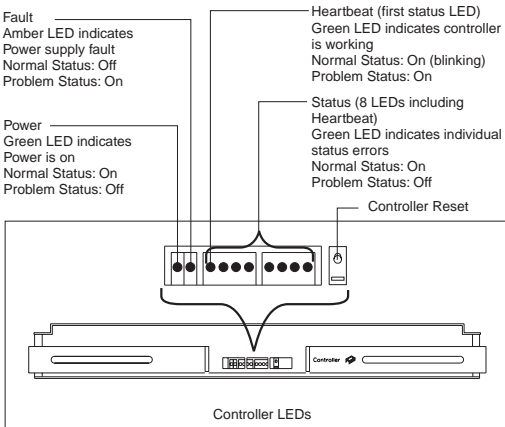 Fault
Amber LED indicates
Power supply fault
Normal Status: Off
Problem Status: On
Heartbeat (first status LED)
Green LED indicates controller
is working
Normal Status: On (blinking)
Problem Status: On
Status (8 LEDs including
Heartbeat)
Green LED indicates individual
status errors
Normal Status: On
Problem Status: Off
Power
Green LED indicates
Power is on
Normal Status: On
Problem Status: Off
Controller Reset
Controller
Controller LEDs